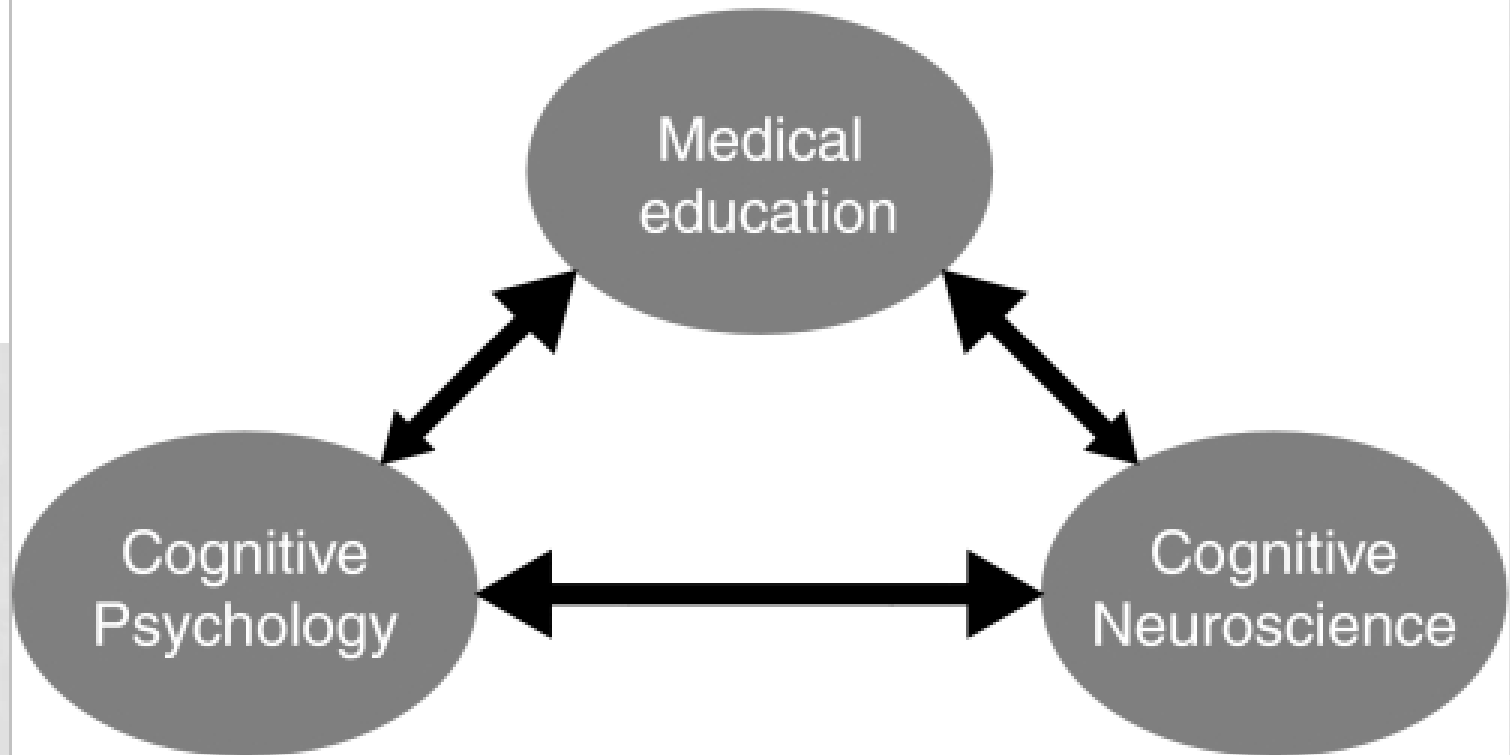 Medical
education
Cognitive
Psychology
Cognitive
Neuroscience